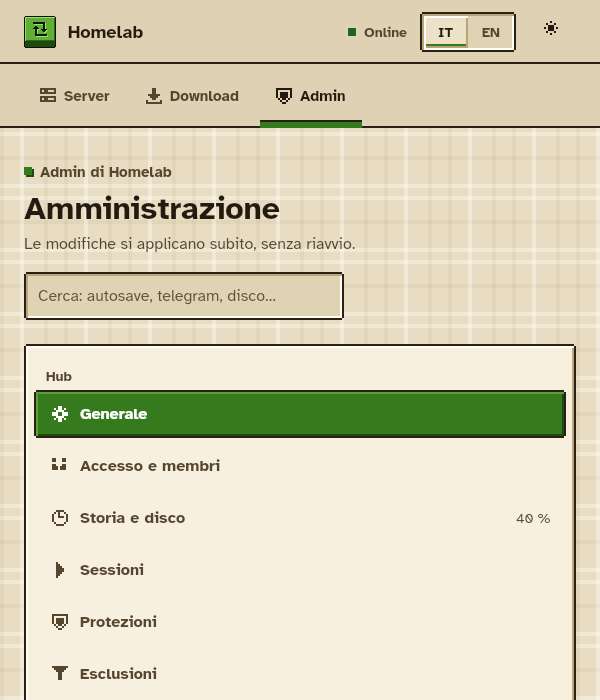 Homelab
Online
IT
EN
Server
Download
Admin
Admin di Homelab
Amministrazione
Le modifiche si applicano subito, senza riavvio.
Cerca: autosave, telegram, disco...
Hub
Generale
Accesso e membri
Storia e disco
40 %
Sessioni
Protezioni
Esclusioni